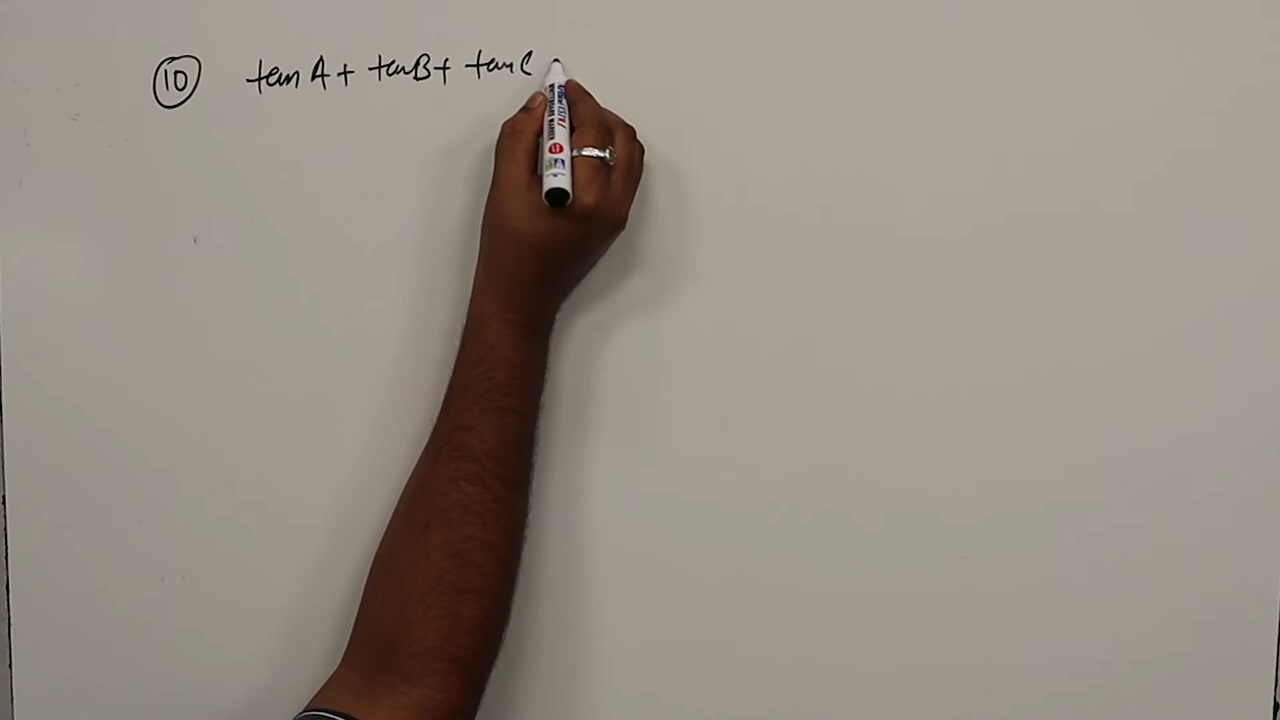 ⑩ tan A + tan B + tan C